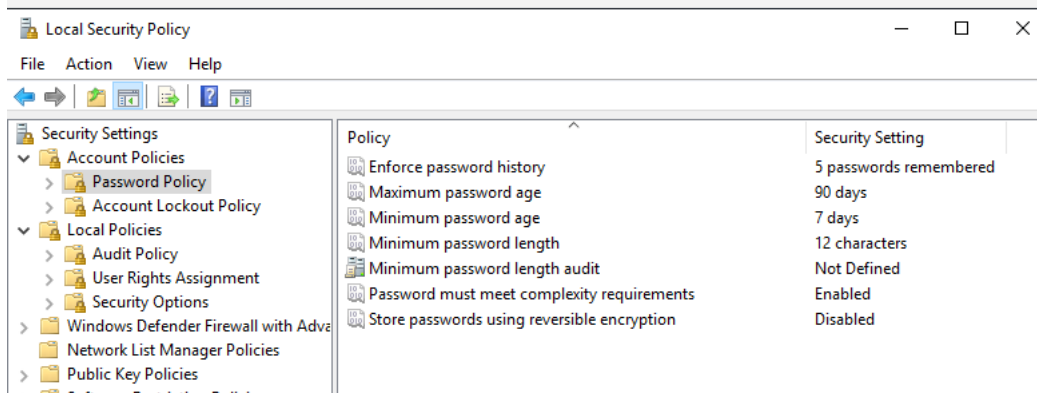 Local Security Policy
File Action View Help
Security Settings
Account Policies
Password Policy
Account Lockout Policy
Local Policies
Audit Policy
User Rights Assignment
Security Options
Windows Defender Firewall with Adva
Network List Manager Policies
Public Key Policies
Policy Security Setting
Enforce password history 5 passwords remembered
Maximum password age 90 days
Minimum password age 7 days
Minimum password length 12 characters
Minimum password length audit Not Defined
Password must meet complexity requirements Enabled
Store passwords using reversible encryption Disabled